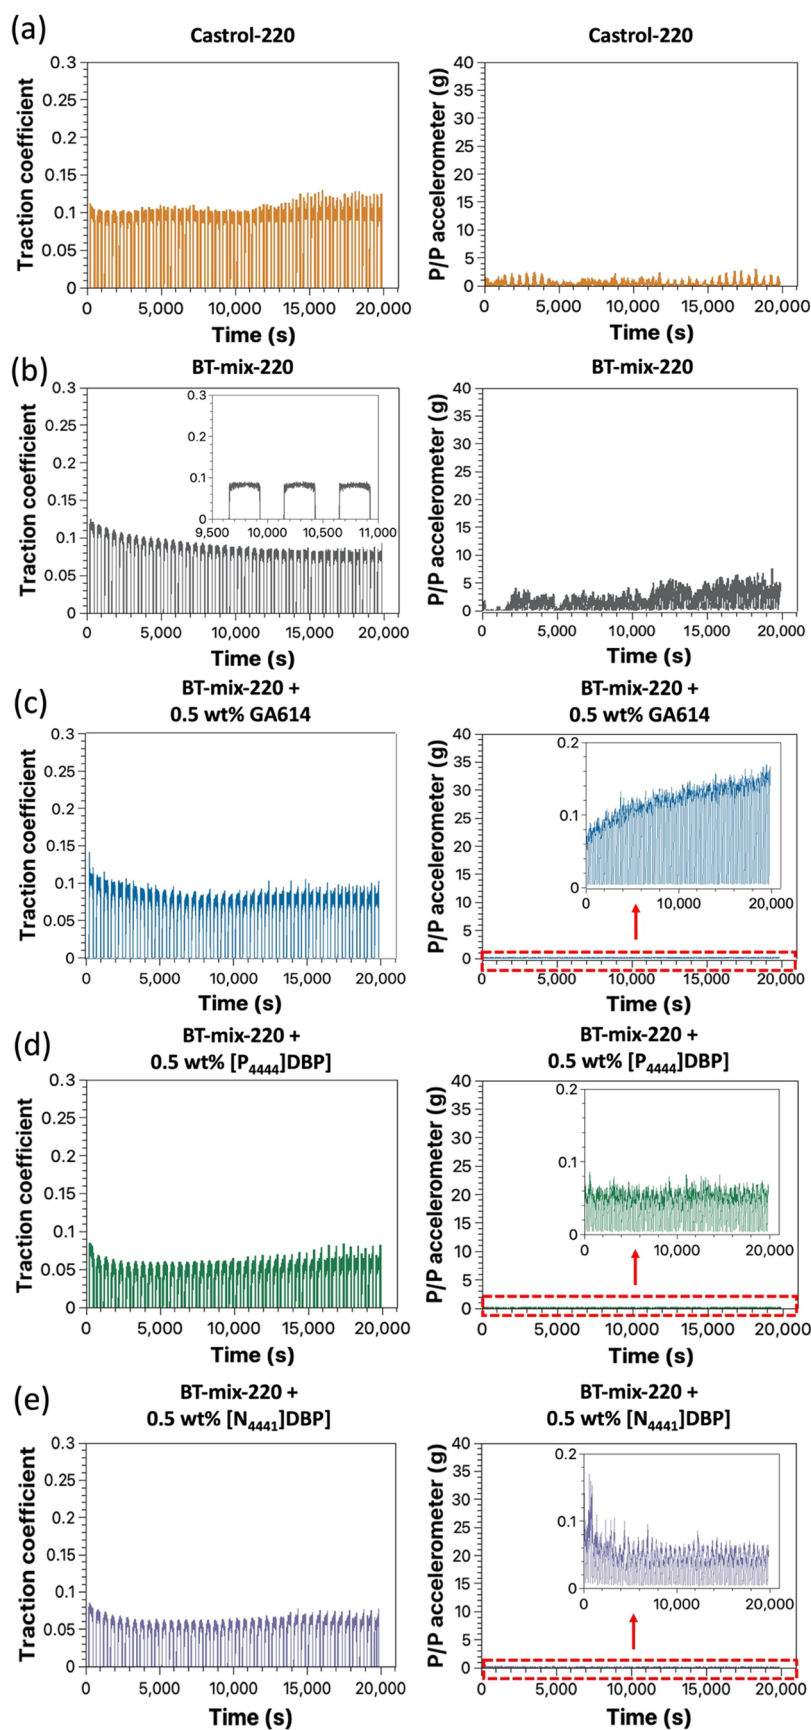 (a)
Castrol-220
Castrol-220
Traction coefficient
0.3
0.25
0.2
0.15
0.1
0.05
0
0 5,000 10,000 15,000 20,000
Time (s)
P/P accelerometer (g)
40
35
30
25
20
15
10
5
0
0 5,000 10,000 15,000 20,000
Time (s)
(b)
BT-mix-220
BT-mix-220
Traction coefficient
0.3
0.25
0.2
0.15
0.1
0.05
0
0 5,000 10,000 15,000 20,000
Time (s)
0.3
0.2
0.1
0
9,500 10,000 10,500 11,000
P/P accelerometer (g)
40
35
30
25
20
15
10
5
0
0 5,000 10,000 15,000 20,000
Time (s)
(c)
BT-mix-220 +
0.5 wt% GA614
BT-mix-220 +
0.5 wt% GA614
Traction coefficient
0.3
0.25
0.2
0.15
0.1
0.05
0
0 5,000 10,000 15,000 20,000
Time (s)
P/P accelerometer (g)
40
35
30
25
20
15
10
5
0
0 5,000 10,000 15,000 20,000
Time (s)
0.2
0.1
0
0 10,000 20,000
(d)
BT-mix-220 +
0.5 wt% [P₄₄₄₄]DBP]
BT-mix-220 +
0.5 wt% [P₄₄₄₄]DBP]
Traction coefficient
0.3
0.25
0.2
0.15
0.1
0.05
0
0 5,000 10,000 15,000 20,000
Time (s)
P/P accelerometer (g)
40
35
30
25
20
15
10
5
0
0 5,000 10,000 15,000 20,000
Time (s)
0.2
0.1
0
0 10,000 20,000
(e)
BT-mix-220 +
0.5 wt% [N₄₄₄₁]DBP]
BT-mix-220 +
0.5 wt% [N₄₄₄₁]DBP]
Traction coefficient
0.3
0.25
0.2
0.15
0.1
0.05
0
0 5,000 10,000 15,000 20,000
Time (s)
P/P accelerometer (g)
40
35
30
25
20
15
10
5
0
0 5,000 10,000 15,000 20,000
Time (s)
0.2
0.1
0
0 10,000 20,000